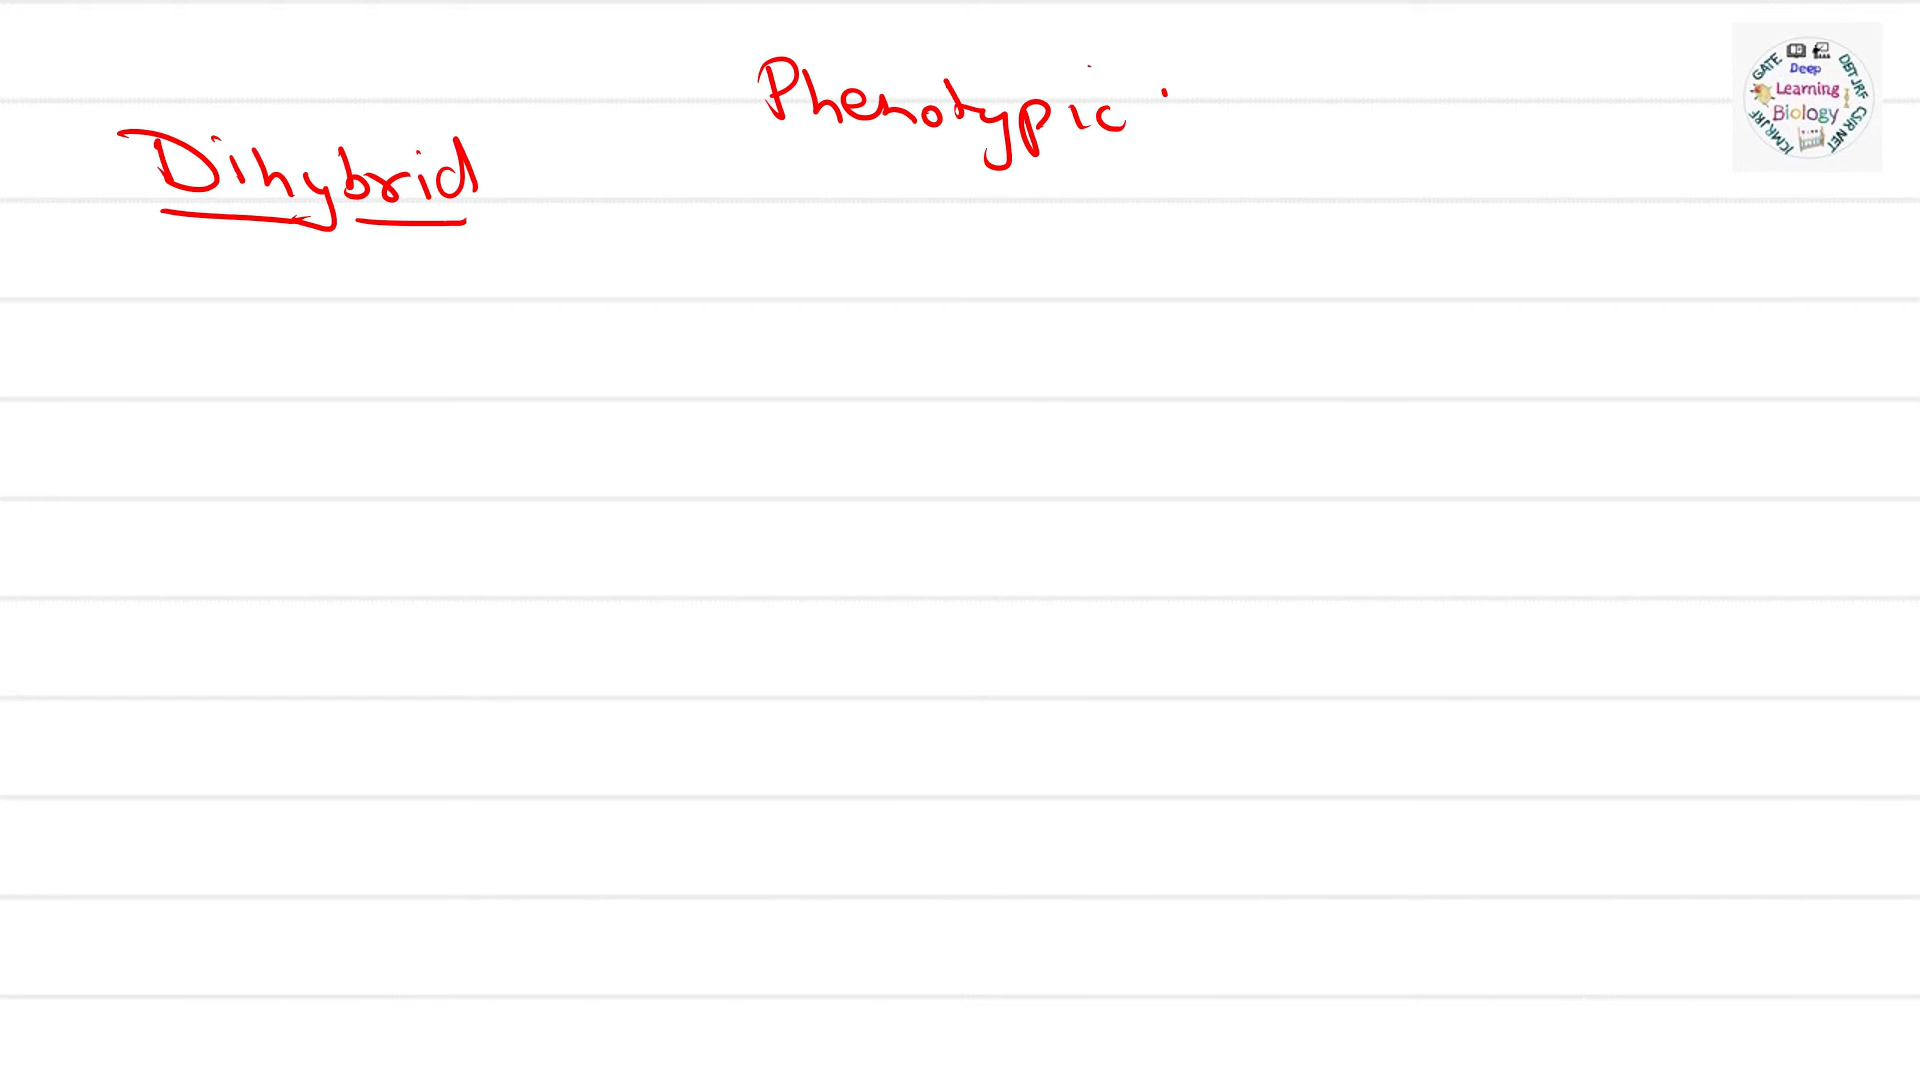 Phenotypic
Dihybrid
GATE
DBT JRF
CSIR NET
ICMR JRF
Deep
Learning
Biology